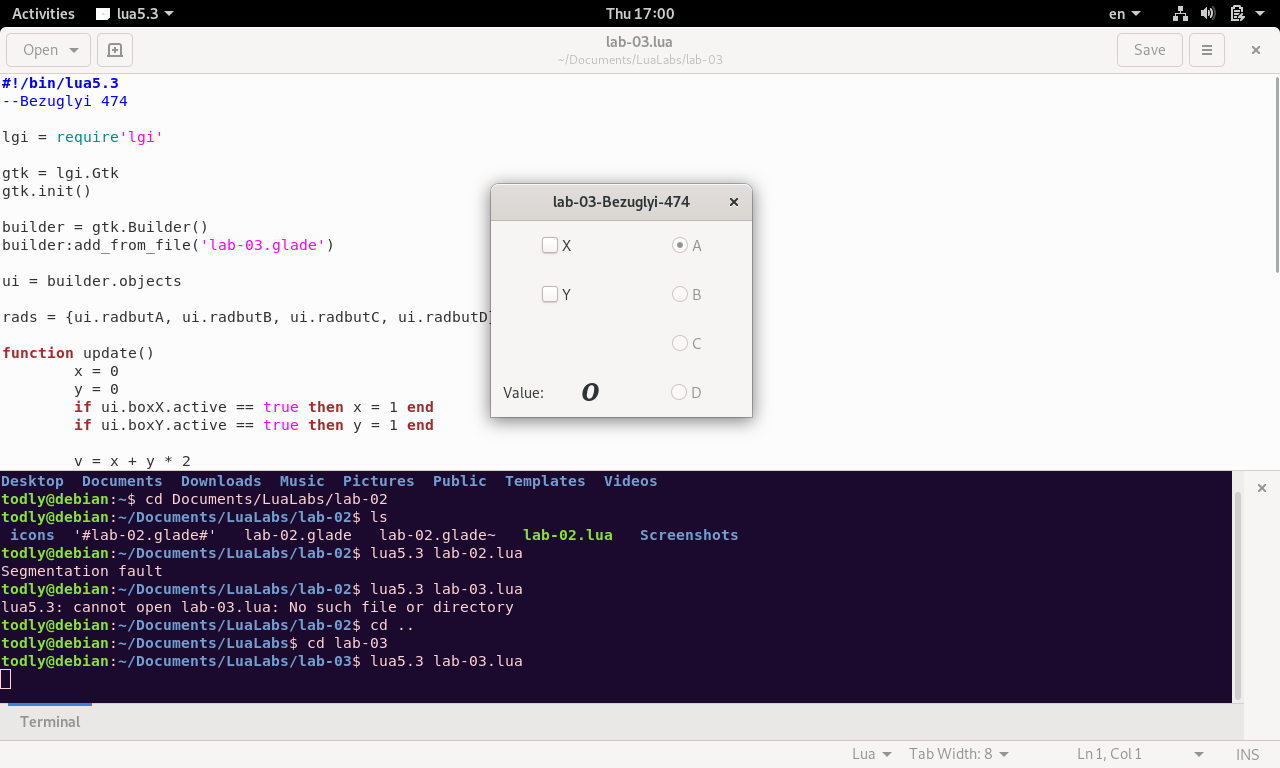 Activities lua5.3 Thu 17:00 en
Open lab-03.lua Save
~/Documents/LuaLabs/lab-03
#!/bin/lua5.3
--Bezuglyi 474
lgi = require'lgi'
gtk = lgi.Gtk
gtk.init()
builder = gtk.Builder()
builder:add_from_file('lab-03.glade')
ui = builder.objects
rads = {ui.radbutA, ui.radbutB, ui.radbutC, ui.radbutD}
function update()
x = 0
y = 0
if ui.boxX.active == true then x = 1 end
if ui.boxY.active == true then y = 1 end
v = x + y * 2
lab-03-Bezuglyi-474
X A
Y B
C
Value: 0 D
Desktop Documents Downloads Music Pictures Public Templates Videos
todly@debian:~$ cd Documents/LuaLabs/lab-02
todly@debian:~/Documents/LuaLabs/lab-02$ ls
icons '#lab-02.glade#' lab-02.glade lab-02.glade~ lab-02.lua Screenshots
todly@debian:~/Documents/LuaLabs/lab-02$ lua5.3 lab-02.lua
Segmentation fault
todly@debian:~/Documents/LuaLabs/lab-02$ lua5.3 lab-03.lua
lua5.3: cannot open lab-03.lua: No such file or directory
todly@debian:~/Documents/LuaLabs/lab-02$ cd ..
todly@debian:~/Documents/LuaLabs$ cd lab-03
todly@debian:~/Documents/LuaLabs/lab-03$ lua5.3 lab-03.lua
Terminal
Lua Tab Width: 8 Ln 1, Col 1 INS